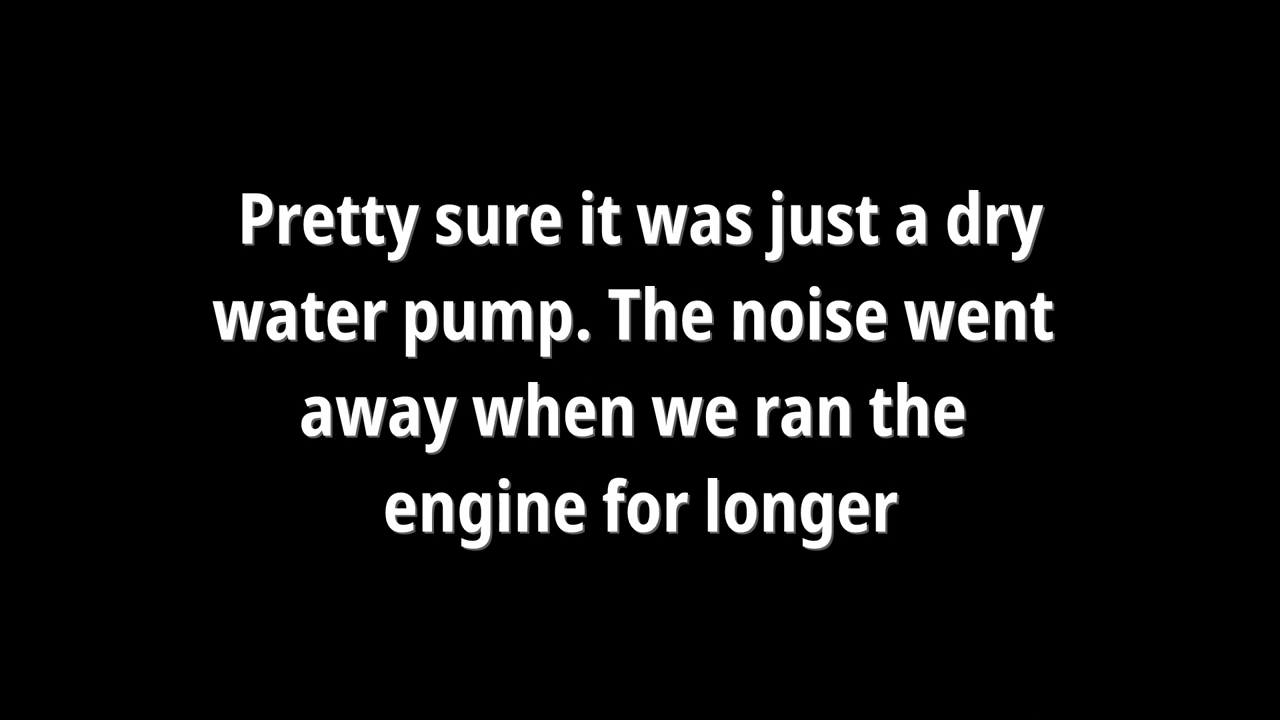 Pretty sure it was just a dry
water pump. The noise went
away when we ran the
engine for longer